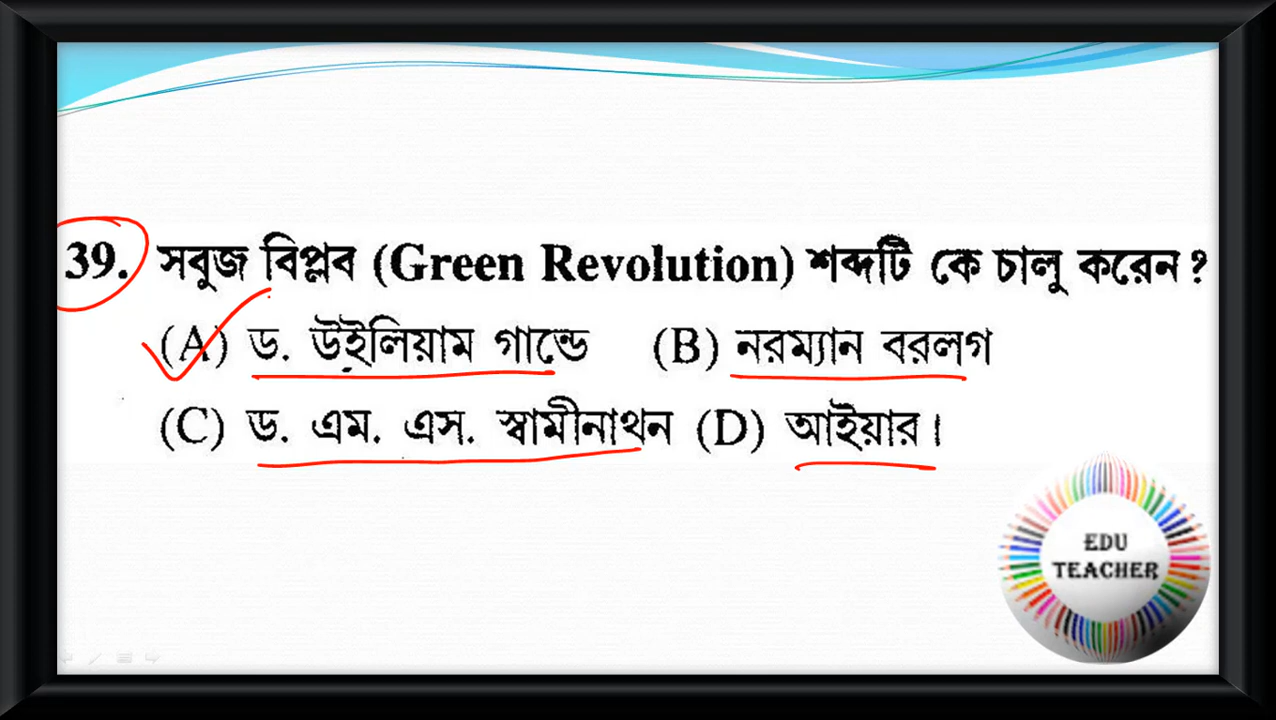 39. সবুজ বিপ্লব (Green Revolution) শব্দটি কে চালু করেন?
(A) ড. উইলিয়াম গান্ডে (B) নরম্যান বরলগ
(C) ড. এম. এস. স্বামীনাথন (D) আইয়ার।
EDU
TEACHER